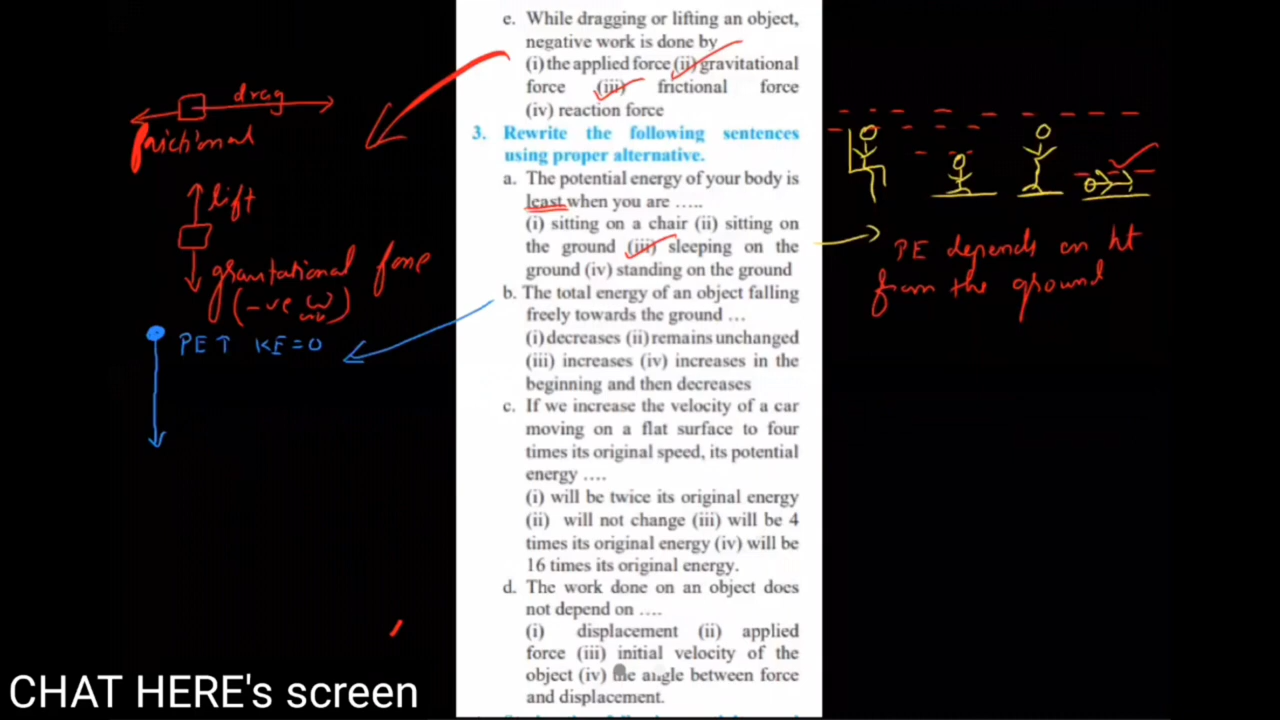 e. While dragging or lifting an object,
negative work is done by
(i) the applied force (ii) gravitational
force (iii) frictional force
(iv) reaction force
3. Rewrite the following sentences
using proper alternative.
a. The potential energy of your body is
least when you are …..
(i) sitting on a chair (ii) sitting on
the ground (iii) sleeping on the
ground (iv) standing on the ground
b. The total energy of an object falling
freely towards the ground …
(i) decreases (ii) remains unchanged
(iii) increases (iv) increases in the
beginning and then decreases
c. If we increase the velocity of a car
moving on a flat surface to four
times its original speed, its potential
energy ….
(i) will be twice its original energy
(ii) will not change (iii) will be 4
times its original energy (iv) will be
16 times its original energy.
d. The work done on an object does
not depend on ….
(i) displacement (ii) applied
force (iii) initial velocity of the
object (iv) the angle between force
and displacement.
drag
frictional
lift
gravitational force
(-ve w)
PE↑ KE=0
PE depends on ht
from the ground
CHAT HERE's screen